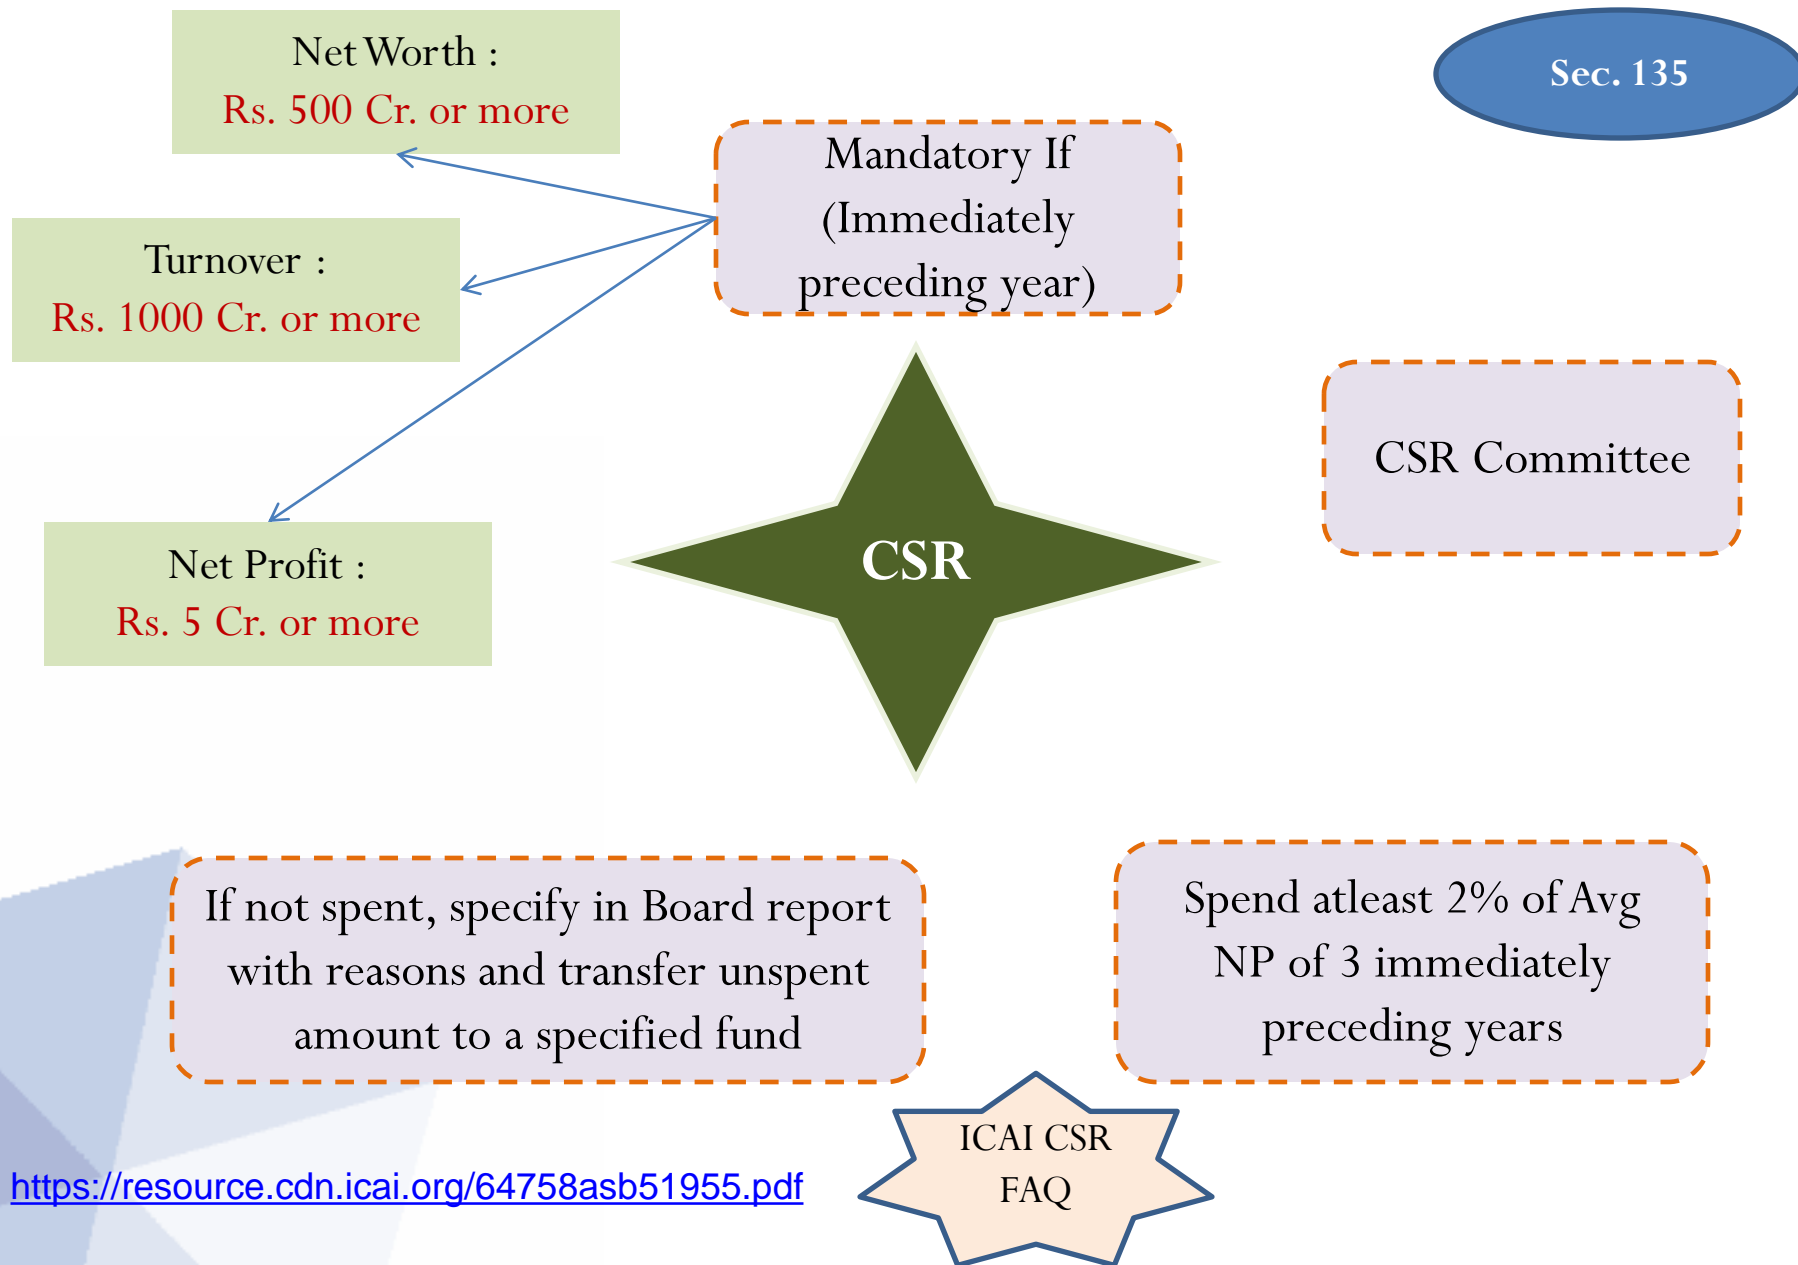 Net Worth :
Rs. 500 Cr. or more
Sec. 135
Mandatory If
(Immediately
preceding year)
Turnover :
Rs. 1000 Cr. or more
CSR Committee
Net Profit :
Rs. 5 Cr. or more
CSR
If not spent, specify in Board report
with reasons and transfer unspent
amount to a specified fund
Spend atleast 2% of Avg
NP of 3 immediately
preceding years
ICAI CSR
FAQ
https://resource.cdn.icai.org/64758asb51955.pdf